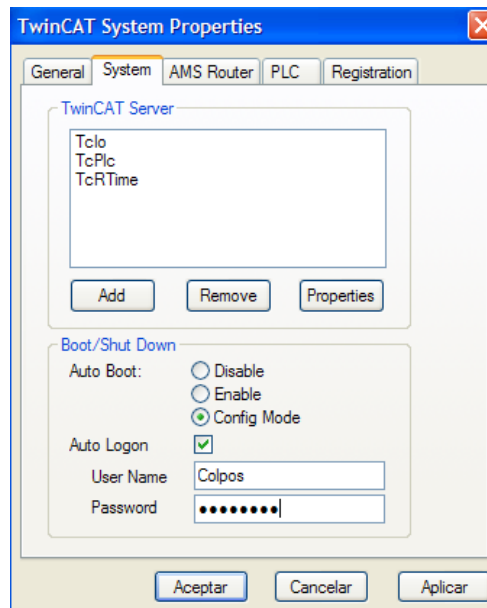 TwinCAT System Properties
General System AMS Router PLC Registration
TwinCAT Server
TcIo
TcPlc
TcRTime
Add Remove Properties
Boot/Shut Down
Auto Boot: Disable
Enable
Config Mode
Auto Logon
User Name Colpos
Password ••••••••
Aceptar Cancelar Aplicar